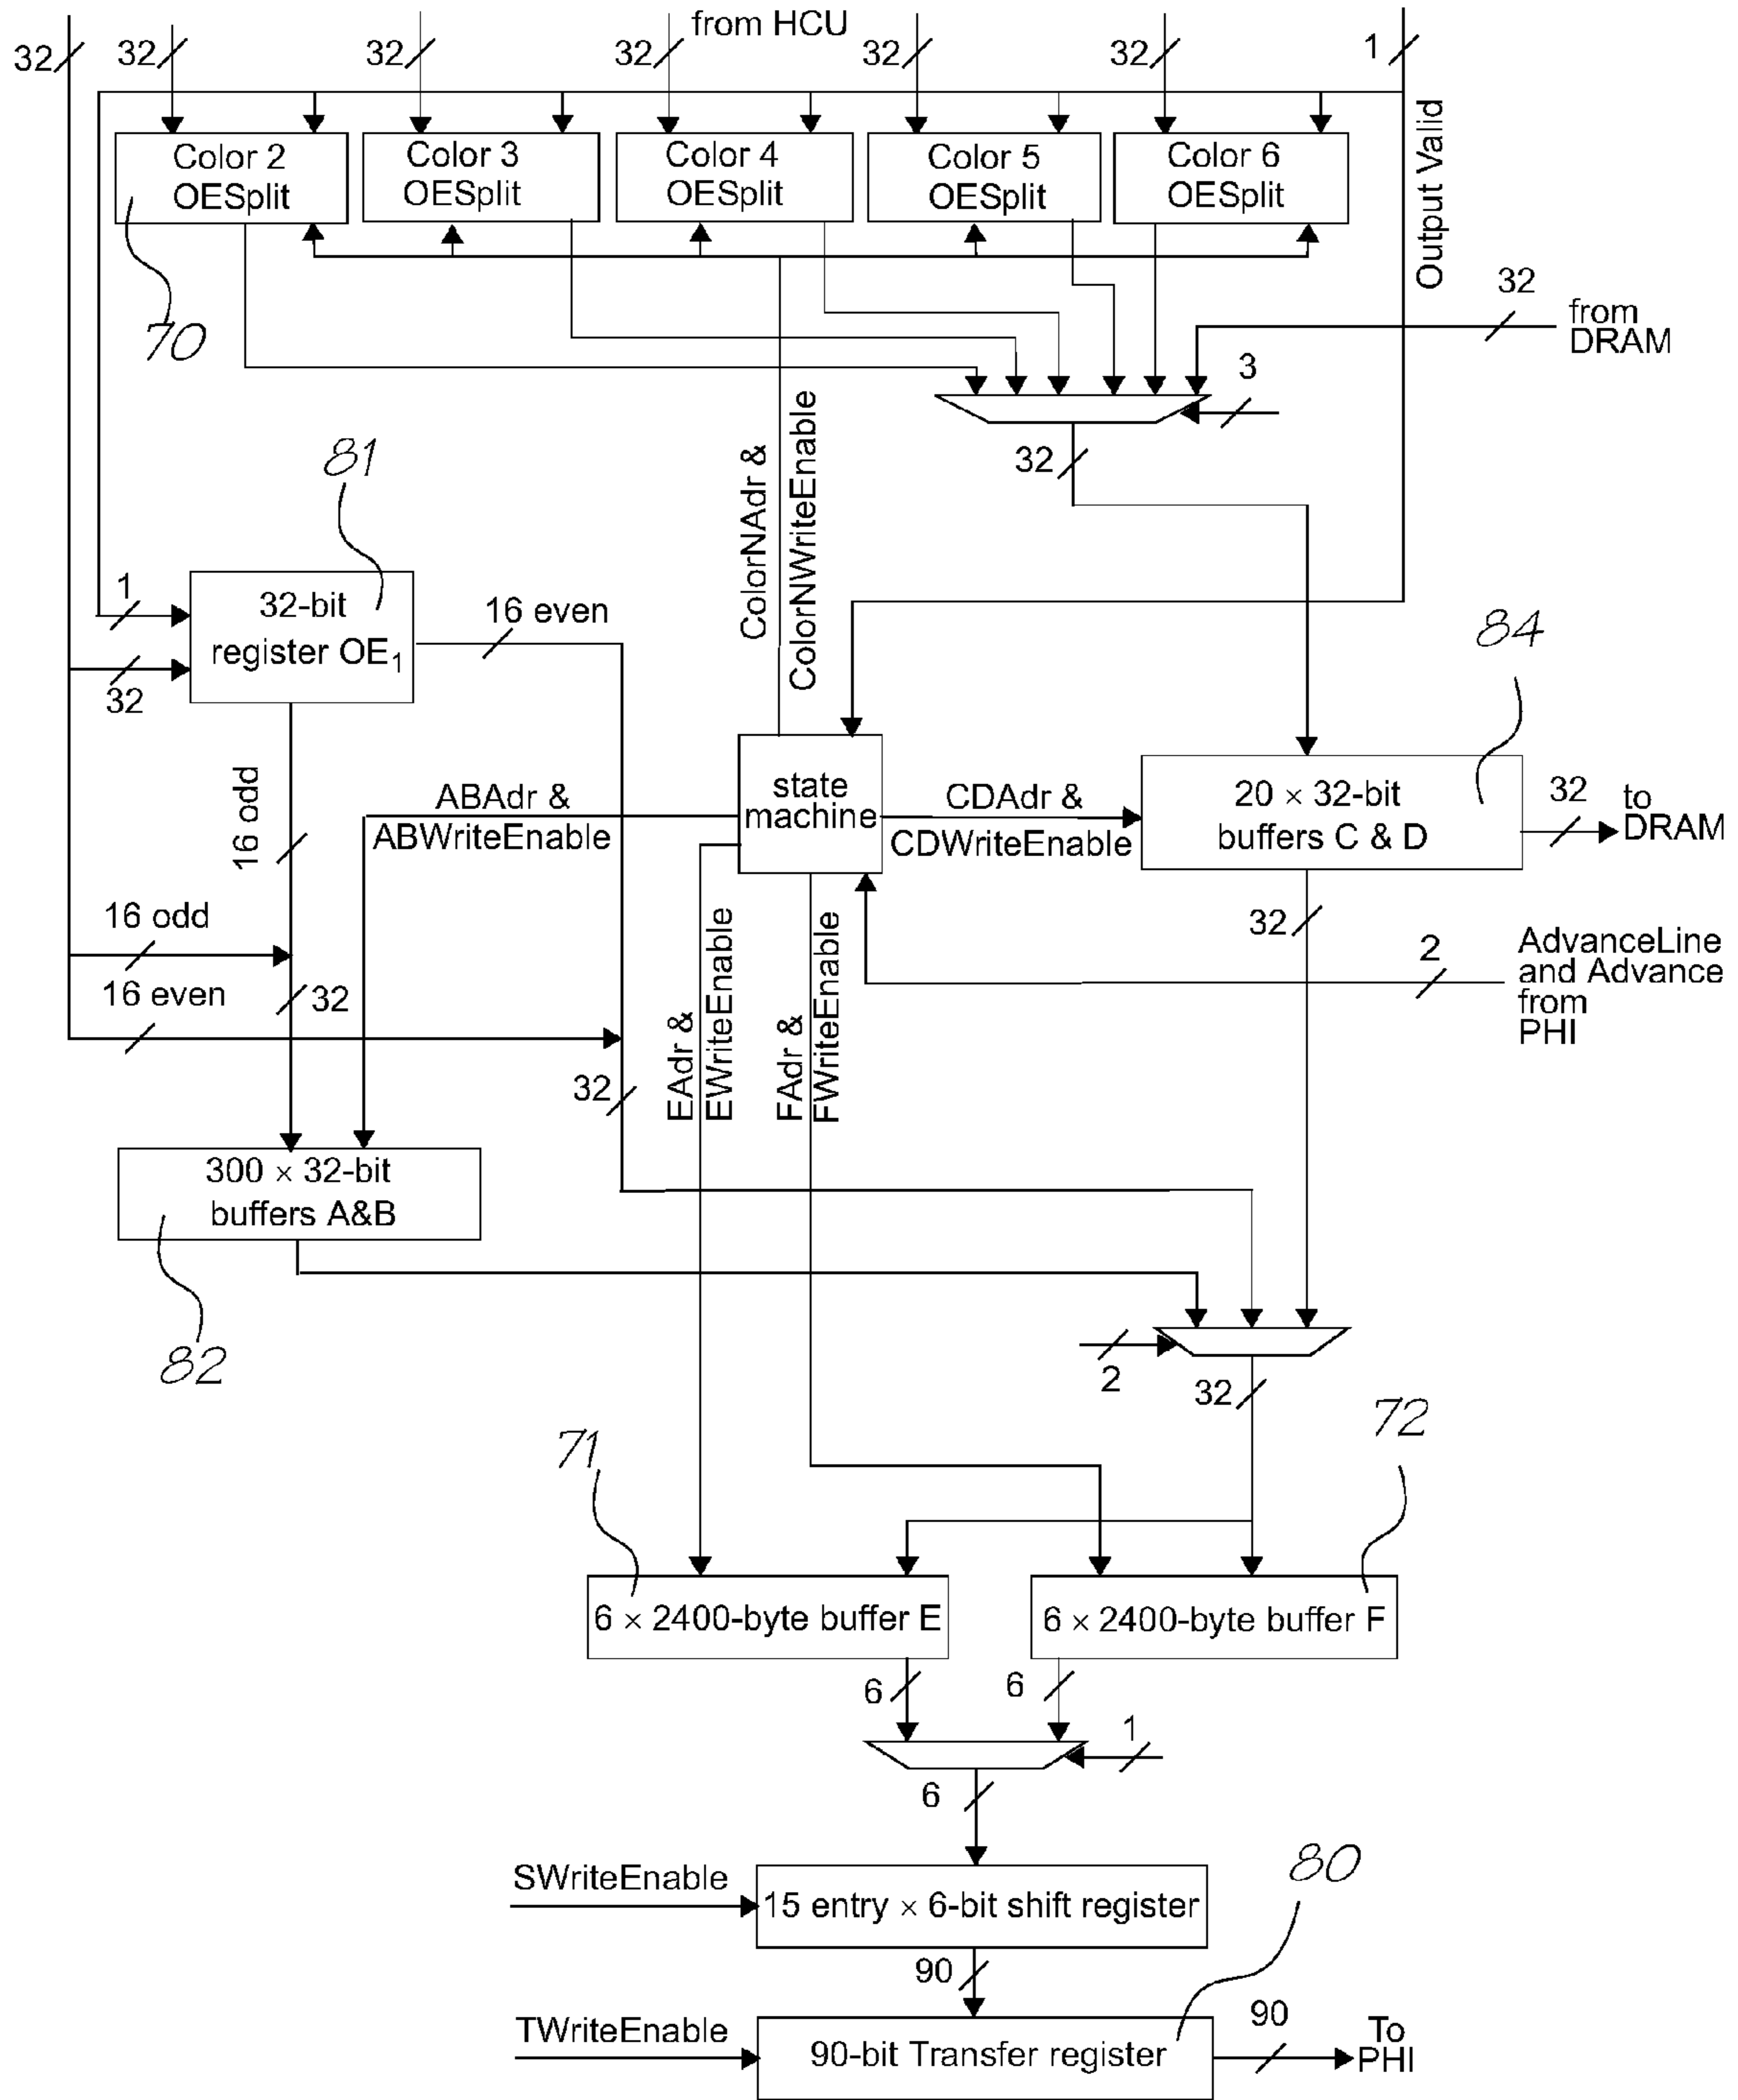 from HCU
32
32
32
32
32
32
1
Output Valid
Color 2
OESplit
Color 3
OESplit
Color 4
OESplit
Color 5
OESplit
Color 6
OESplit
70
32
from
DRAM
3
32
ColorNAdr &
ColorNWriteEnable
81
1
32-bit
register OE1
32
16 even
84
16 odd
ABAdr &
ABWriteEnable
state
machine
CDAdr &
CDWriteEnable
20 × 32-bit
buffers C & D
32
to
DRAM
16 odd
16 even
32
32
EAdr &
EWriteEnable
FAdr &
FWriteEnable
32
2
AdvanceLine
and Advance
from
PHI
300 × 32-bit
buffers A&B
82
2
32
71
72
6 × 2400-byte buffer E
6 × 2400-byte buffer F
6
6
1
6
80
SWriteEnable
15 entry × 6-bit shift register
90
TWriteEnable
90-bit Transfer register
90
To
PHI